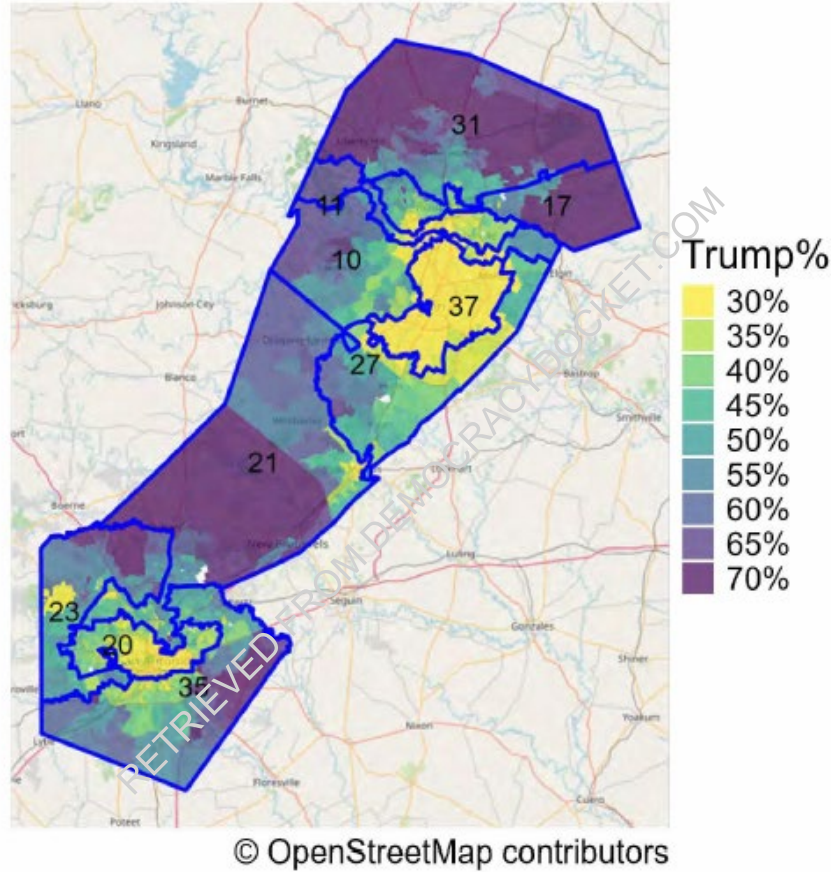 Llano
Burnet
31
Kingsland
Marble Falls
11
17
10
Elgin
Trump%
30%
35%
40%
45%
50%
55%
60%
65%
70%
37
Johnson City
27
Bastrop
Blanco
Smithville
21
Lockhart
Boerne
Luling
Seguin
23
Gonzales
20
35
Shiner
Nixon
Yoakum
Lytle
Floresville
Cuero
Poteet
RETRIEVED FROM DEMOCRACYDOCKET.COM
© OpenStreetMap contributors